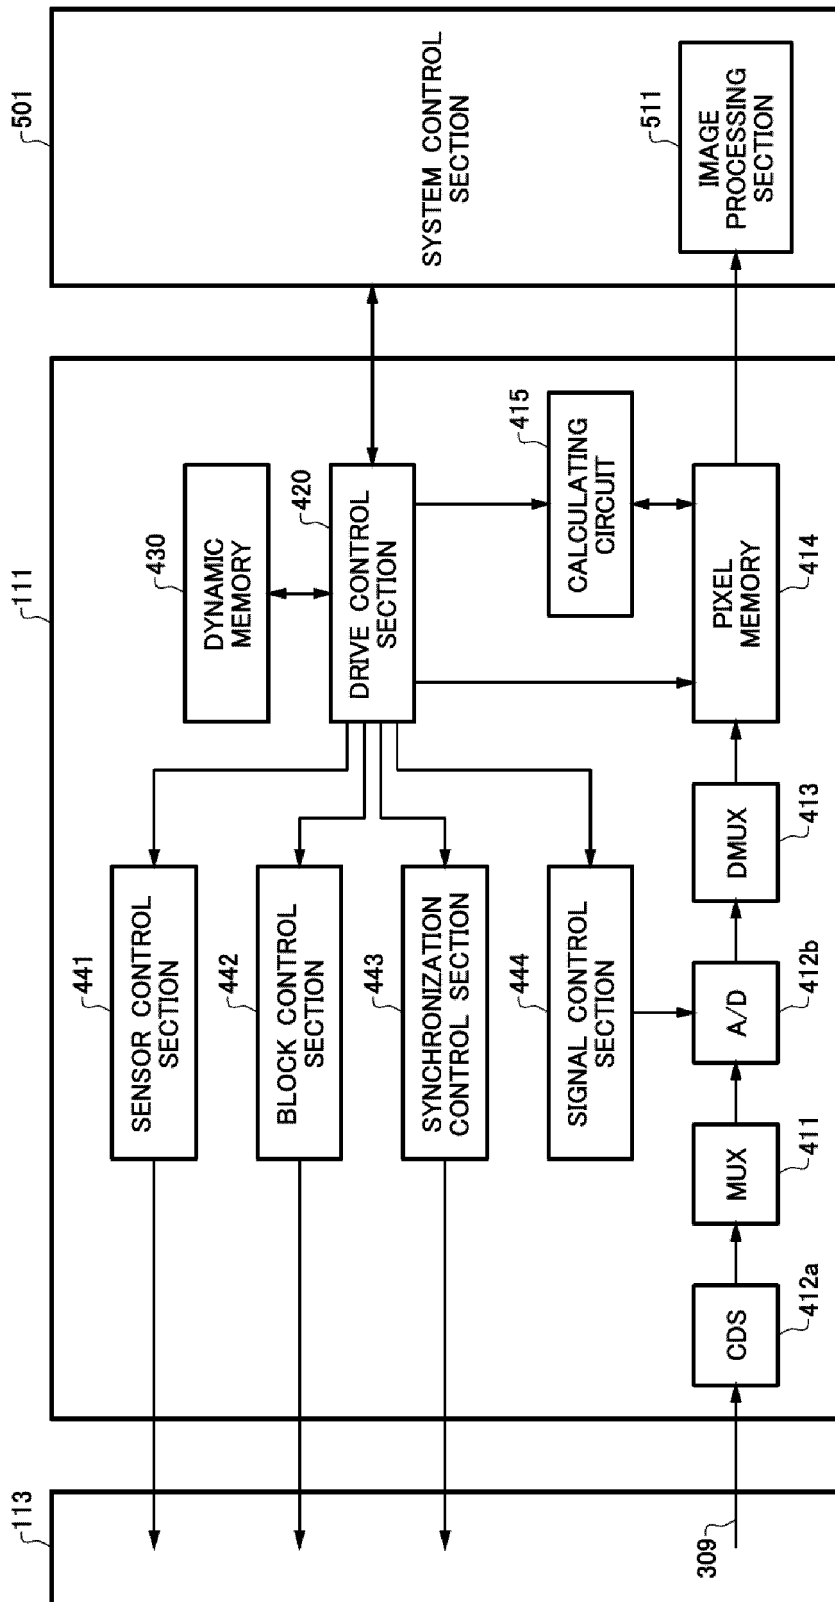 113
111
501
441
SENSOR CONTROL
SECTION
430
DYNAMIC
MEMORY
442
BLOCK CONTROL
SECTION
420
DRIVE CONTROL
SECTION
SYSTEM CONTROL
SECTION
443
SYNCHRONIZATION
CONTROL SECTION
444
SIGNAL CONTROL
SECTION
415
CALCULATING
CIRCUIT
511
IMAGE
PROCESSING
SECTION
309
CDS
412a
MUX
411
A/D
412b
DMUX
413
PIXEL
MEMORY
414